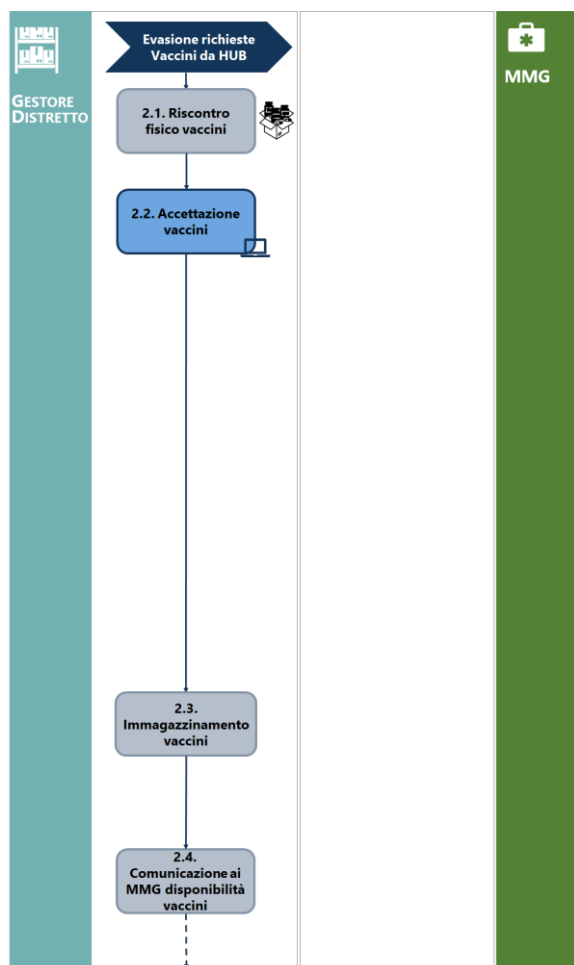 GESTORE
DISTRETTO
Evasione richieste
Vaccini da HUB
MMG
2.1. Riscontro
fisico vaccini
2.2. Accettazione
vaccini
2.3.
Immagazzinamento
vaccini
2.4.
Comunicazione ai
MMG disponibilità
vaccini